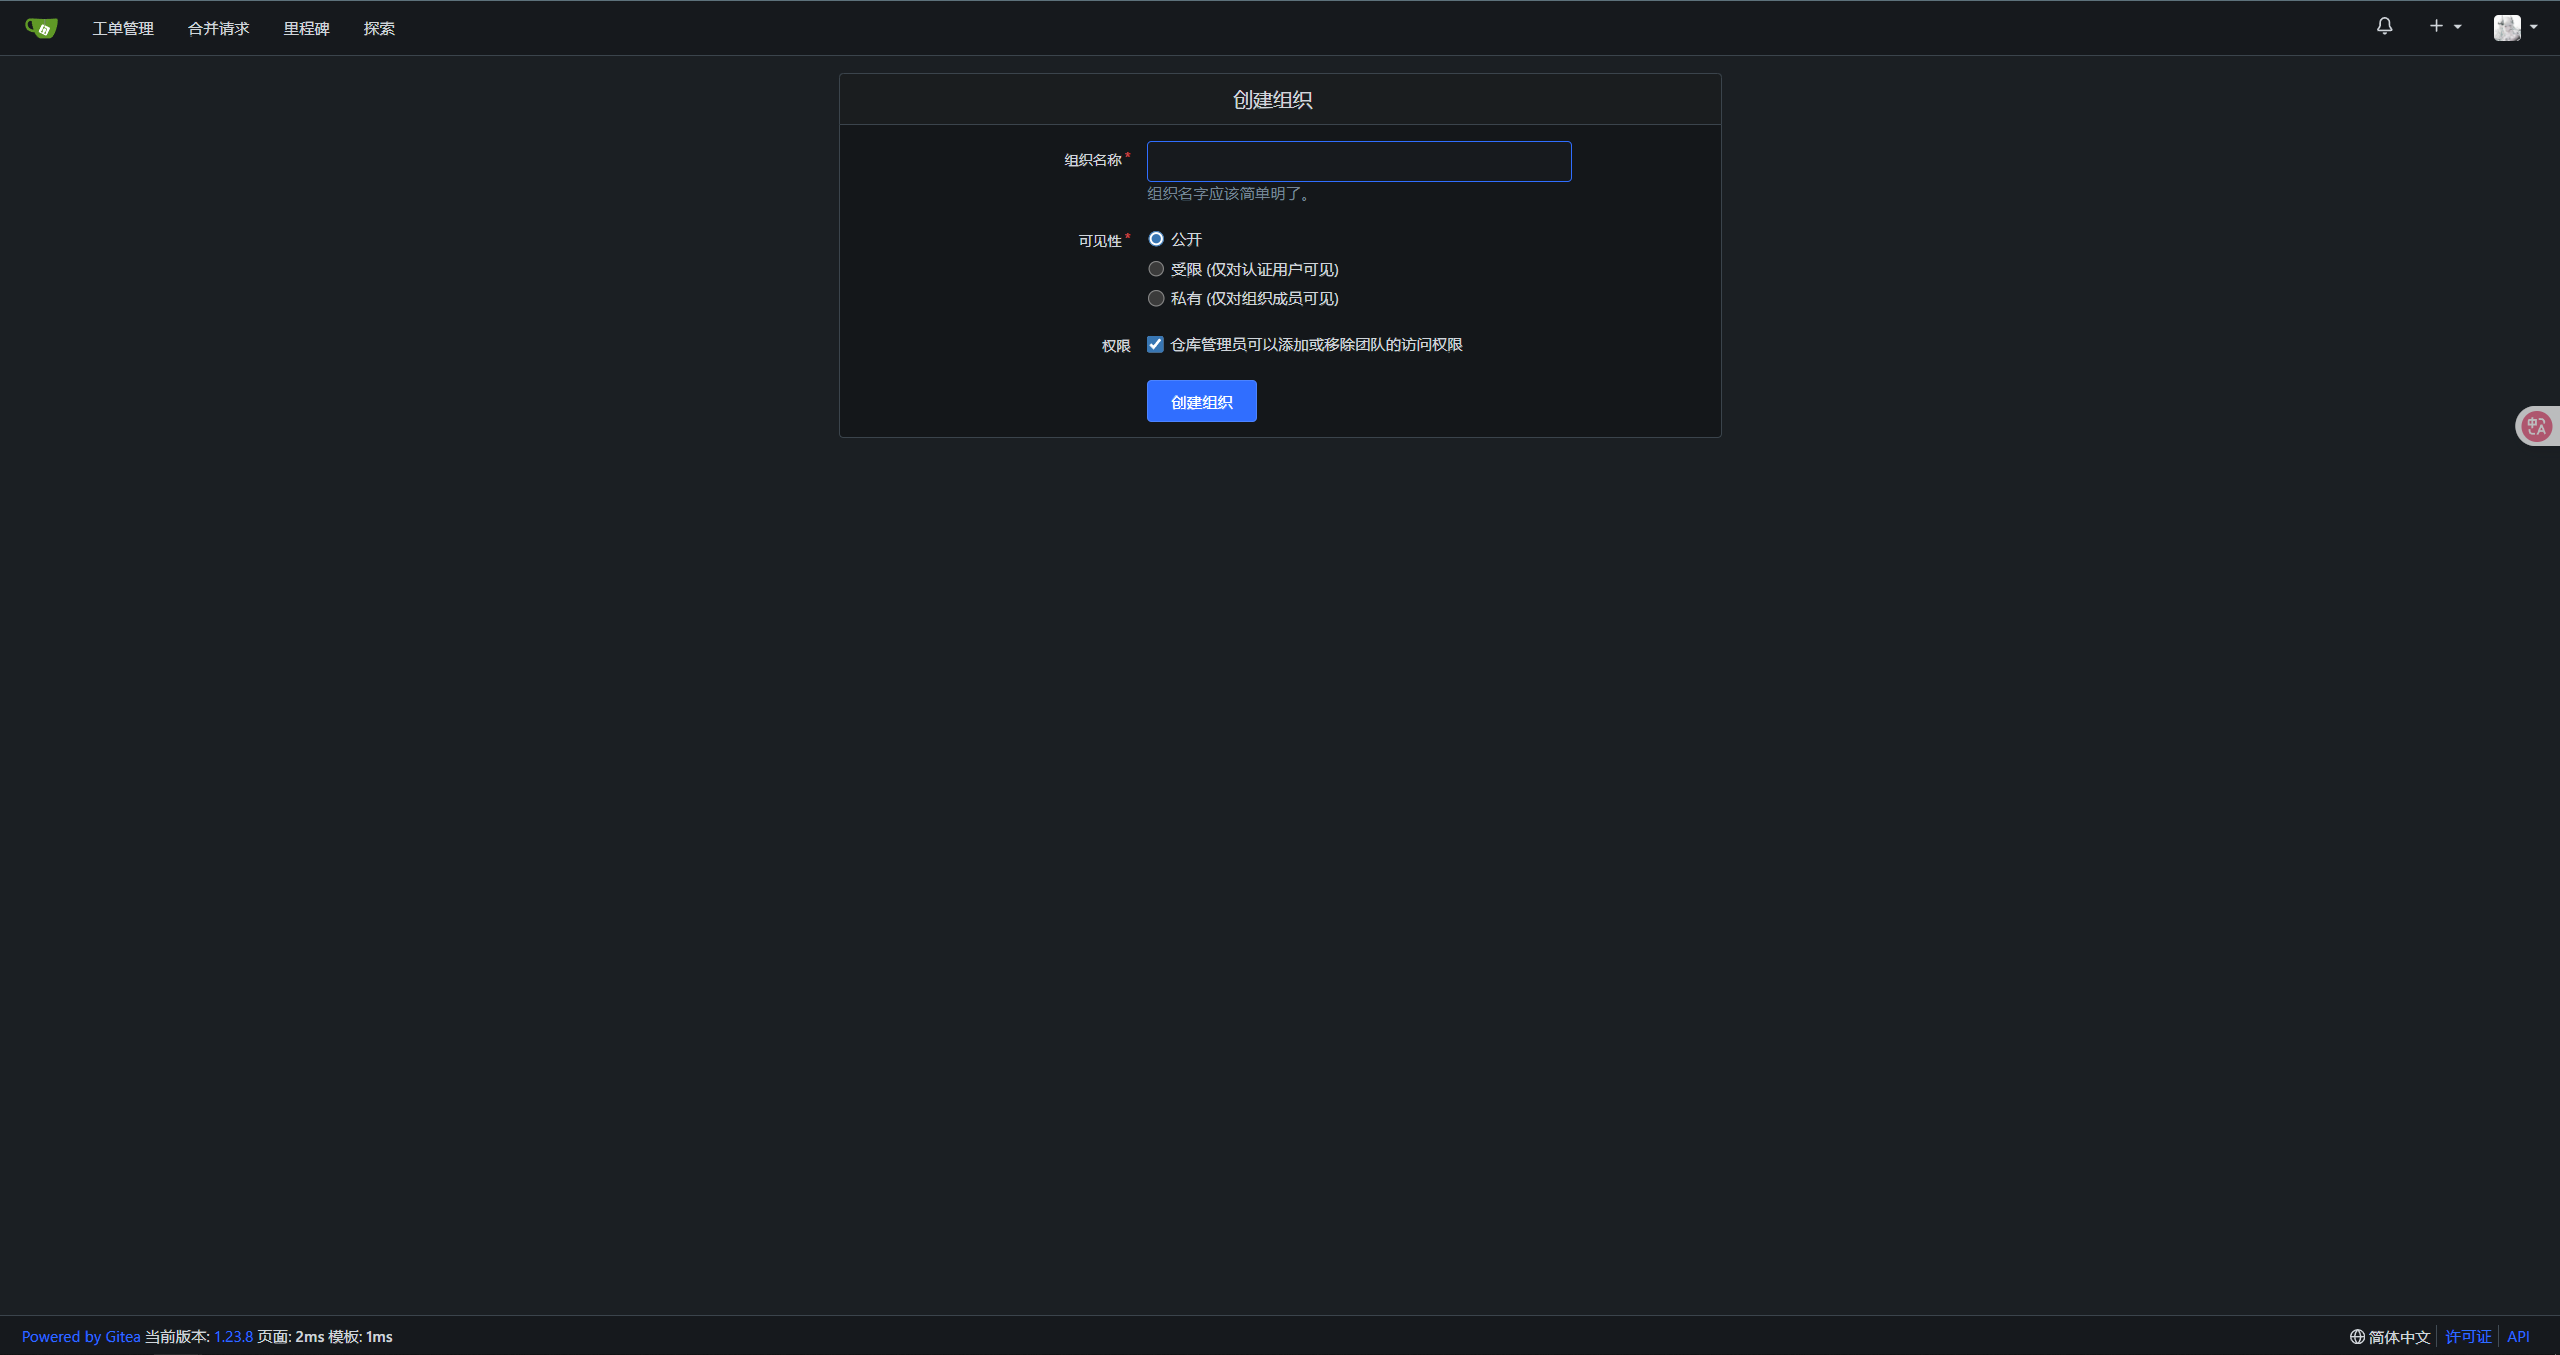 工单管理 合并请求 里程碑 探索
创建组织
组织名称*
组织名字应该简单明了。
可见性* 公开
受限 (仅对认证用户可见)
私有 (仅对组织成员可见)
权限 仓库管理员可以添加或移除团队的访问权限
创建组织
中A
Powered by Gitea 当前版本: 1.23.8 页面: 2ms 模板: 1ms 简体中文 许可证 API